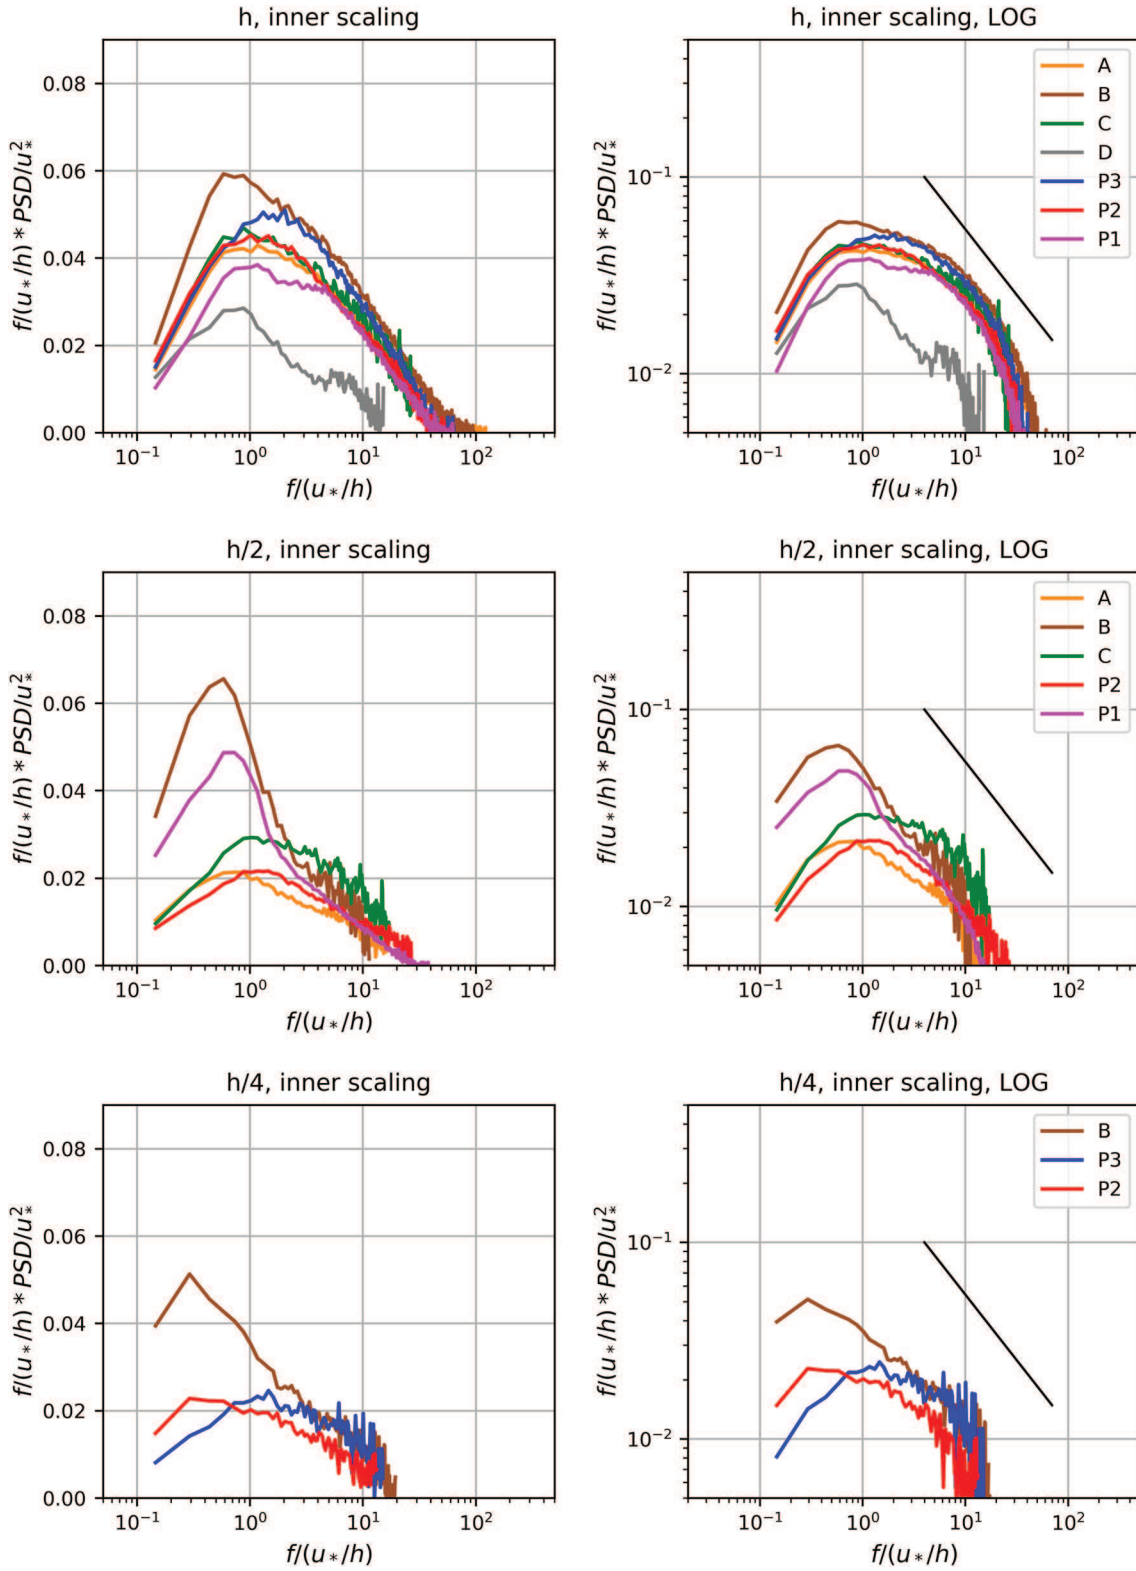 h, inner scaling
h, inner scaling, LOG
f/(u*/h) * PSD/u*²
0.08
0.06
0.04
0.02
0.00
10⁻¹ 10⁰ 10¹ 10²
f/(u*/h)
f/(u*/h) * PSD/u*²
10⁻¹
10⁻²
A
B
C
D
P3
P2
P1
10⁻¹ 10⁰ 10¹ 10²
f/(u*/h)
h/2, inner scaling
h/2, inner scaling, LOG
f/(u*/h) * PSD/u*²
0.08
0.06
0.04
0.02
0.00
10⁻¹ 10⁰ 10¹ 10²
f/(u*/h)
f/(u*/h) * PSD/u*²
10⁻¹
10⁻²
A
B
C
P2
P1
10⁻¹ 10⁰ 10¹ 10²
f/(u*/h)
h/4, inner scaling
h/4, inner scaling, LOG
f/(u*/h) * PSD/u*²
0.08
0.06
0.04
0.02
0.00
10⁻¹ 10⁰ 10¹ 10²
f/(u*/h)
f/(u*/h) * PSD/u*²
10⁻¹
10⁻²
B
P3
P2
10⁻¹ 10⁰ 10¹ 10²
f/(u*/h)